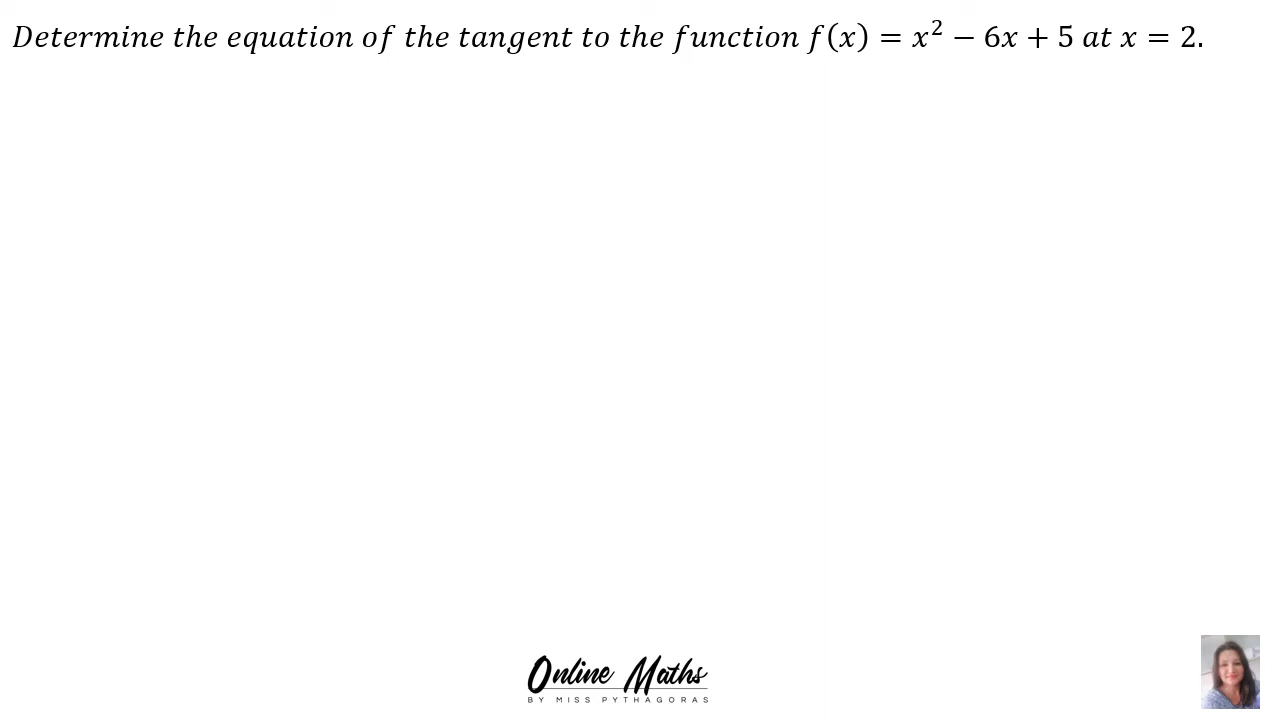 Determine the equation of the tangent to the function f(x) = x² − 6x + 5 at x = 2.
Online Maths
BY MISS PYTHAGORAS